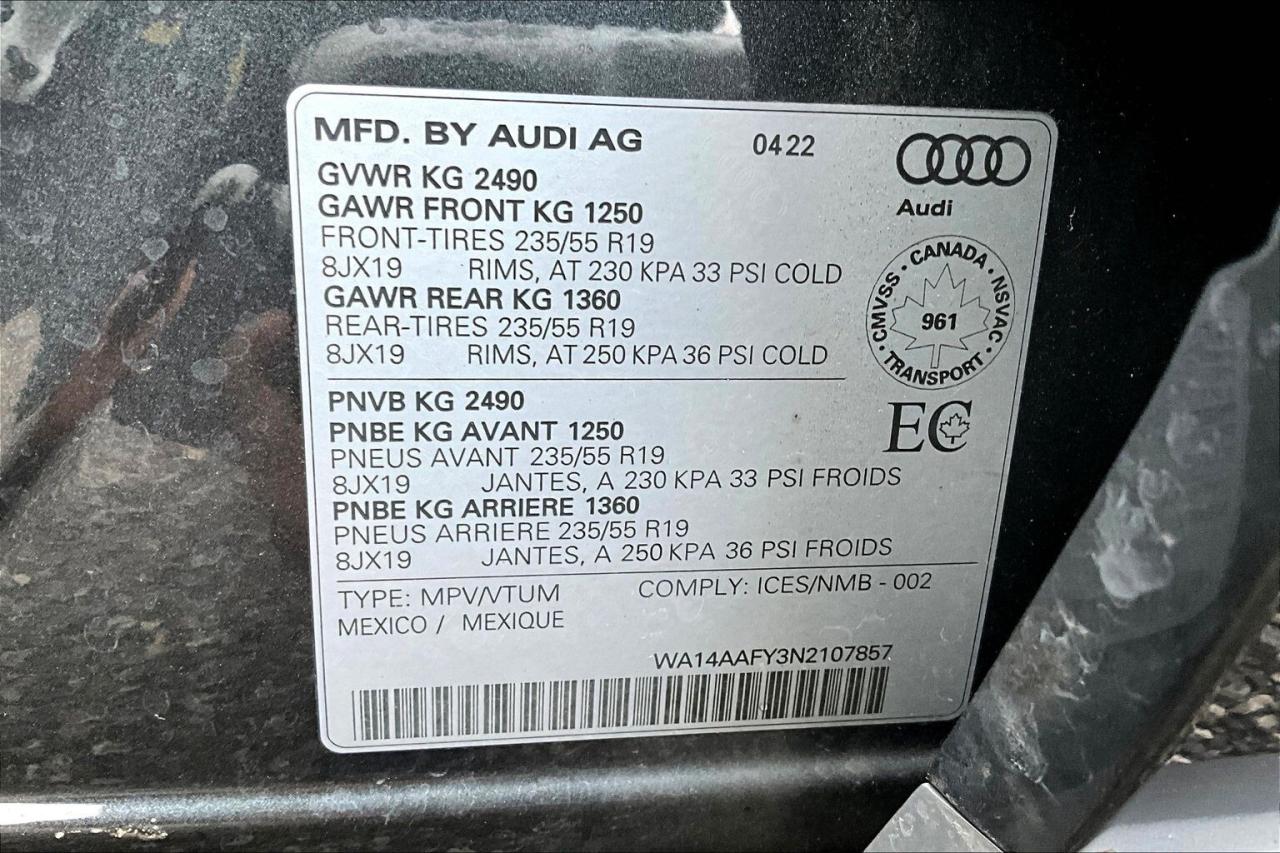 MFD. BY AUDI AG 0422
Audi
GVWR KG 2490
GAWR FRONT KG 1250
FRONT-TIRES 235/55 R19
8JX19 RIMS, AT 230 KPA 33 PSI COLD
GAWR REAR KG 1360
REAR-TIRES 235/55 R19
8JX19 RIMS, AT 250 KPA 36 PSI COLD
CMVSS • CANADA • NSVAC • TRANSPORT •
961
PNVB KG 2490
PNBE KG AVANT 1250
PNEUS AVANT 235/55 R19
8JX19 JANTES, A 230 KPA 33 PSI FROIDS
PNBE KG ARRIERE 1360
PNEUS ARRIERE 235/55 R19
8JX19 JANTES, A 250 KPA 36 PSI FROIDS
EC
TYPE: MPV/VTUM COMPLY: ICES/NMB - 002
MEXICO / MEXIQUE
WA14AAFY3N2107857